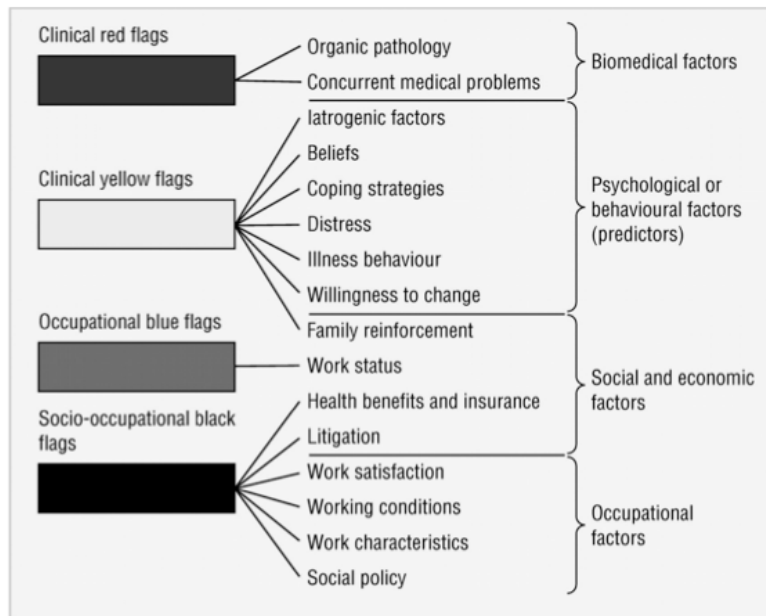 Clinical red flags
Organic pathology
Concurrent medical problems
Biomedical factors
Clinical yellow flags
Iatrogenic factors
Beliefs
Coping strategies
Distress
Illness behaviour
Willingness to change
Psychological or
behavioural factors
(predictors)
Occupational blue flags
Family reinforcement
Work status
Socio-occupational black
flags
Health benefits and insurance
Litigation
Social and economic
factors
Work satisfaction
Working conditions
Work characteristics
Social policy
Occupational
factors